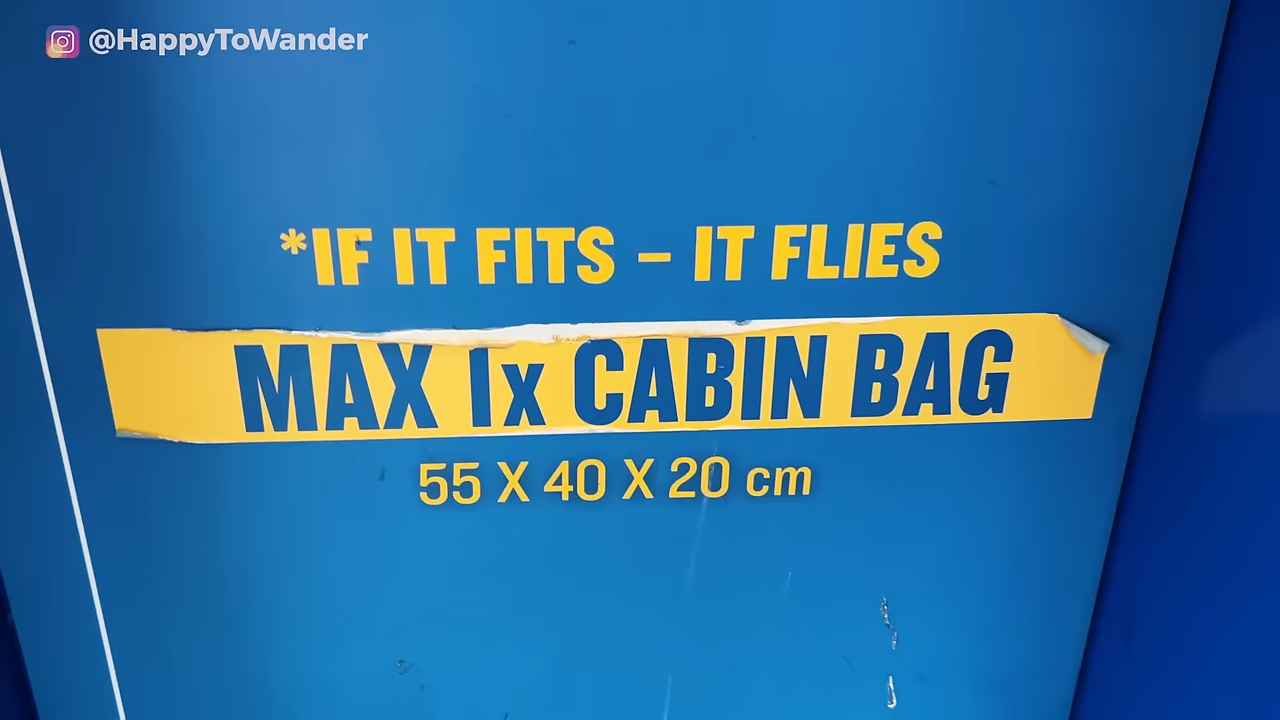 @HappyToWander
*IF IT FITS – IT FLIES
MAX 1x CABIN BAG
55 X 40 X 20 cm